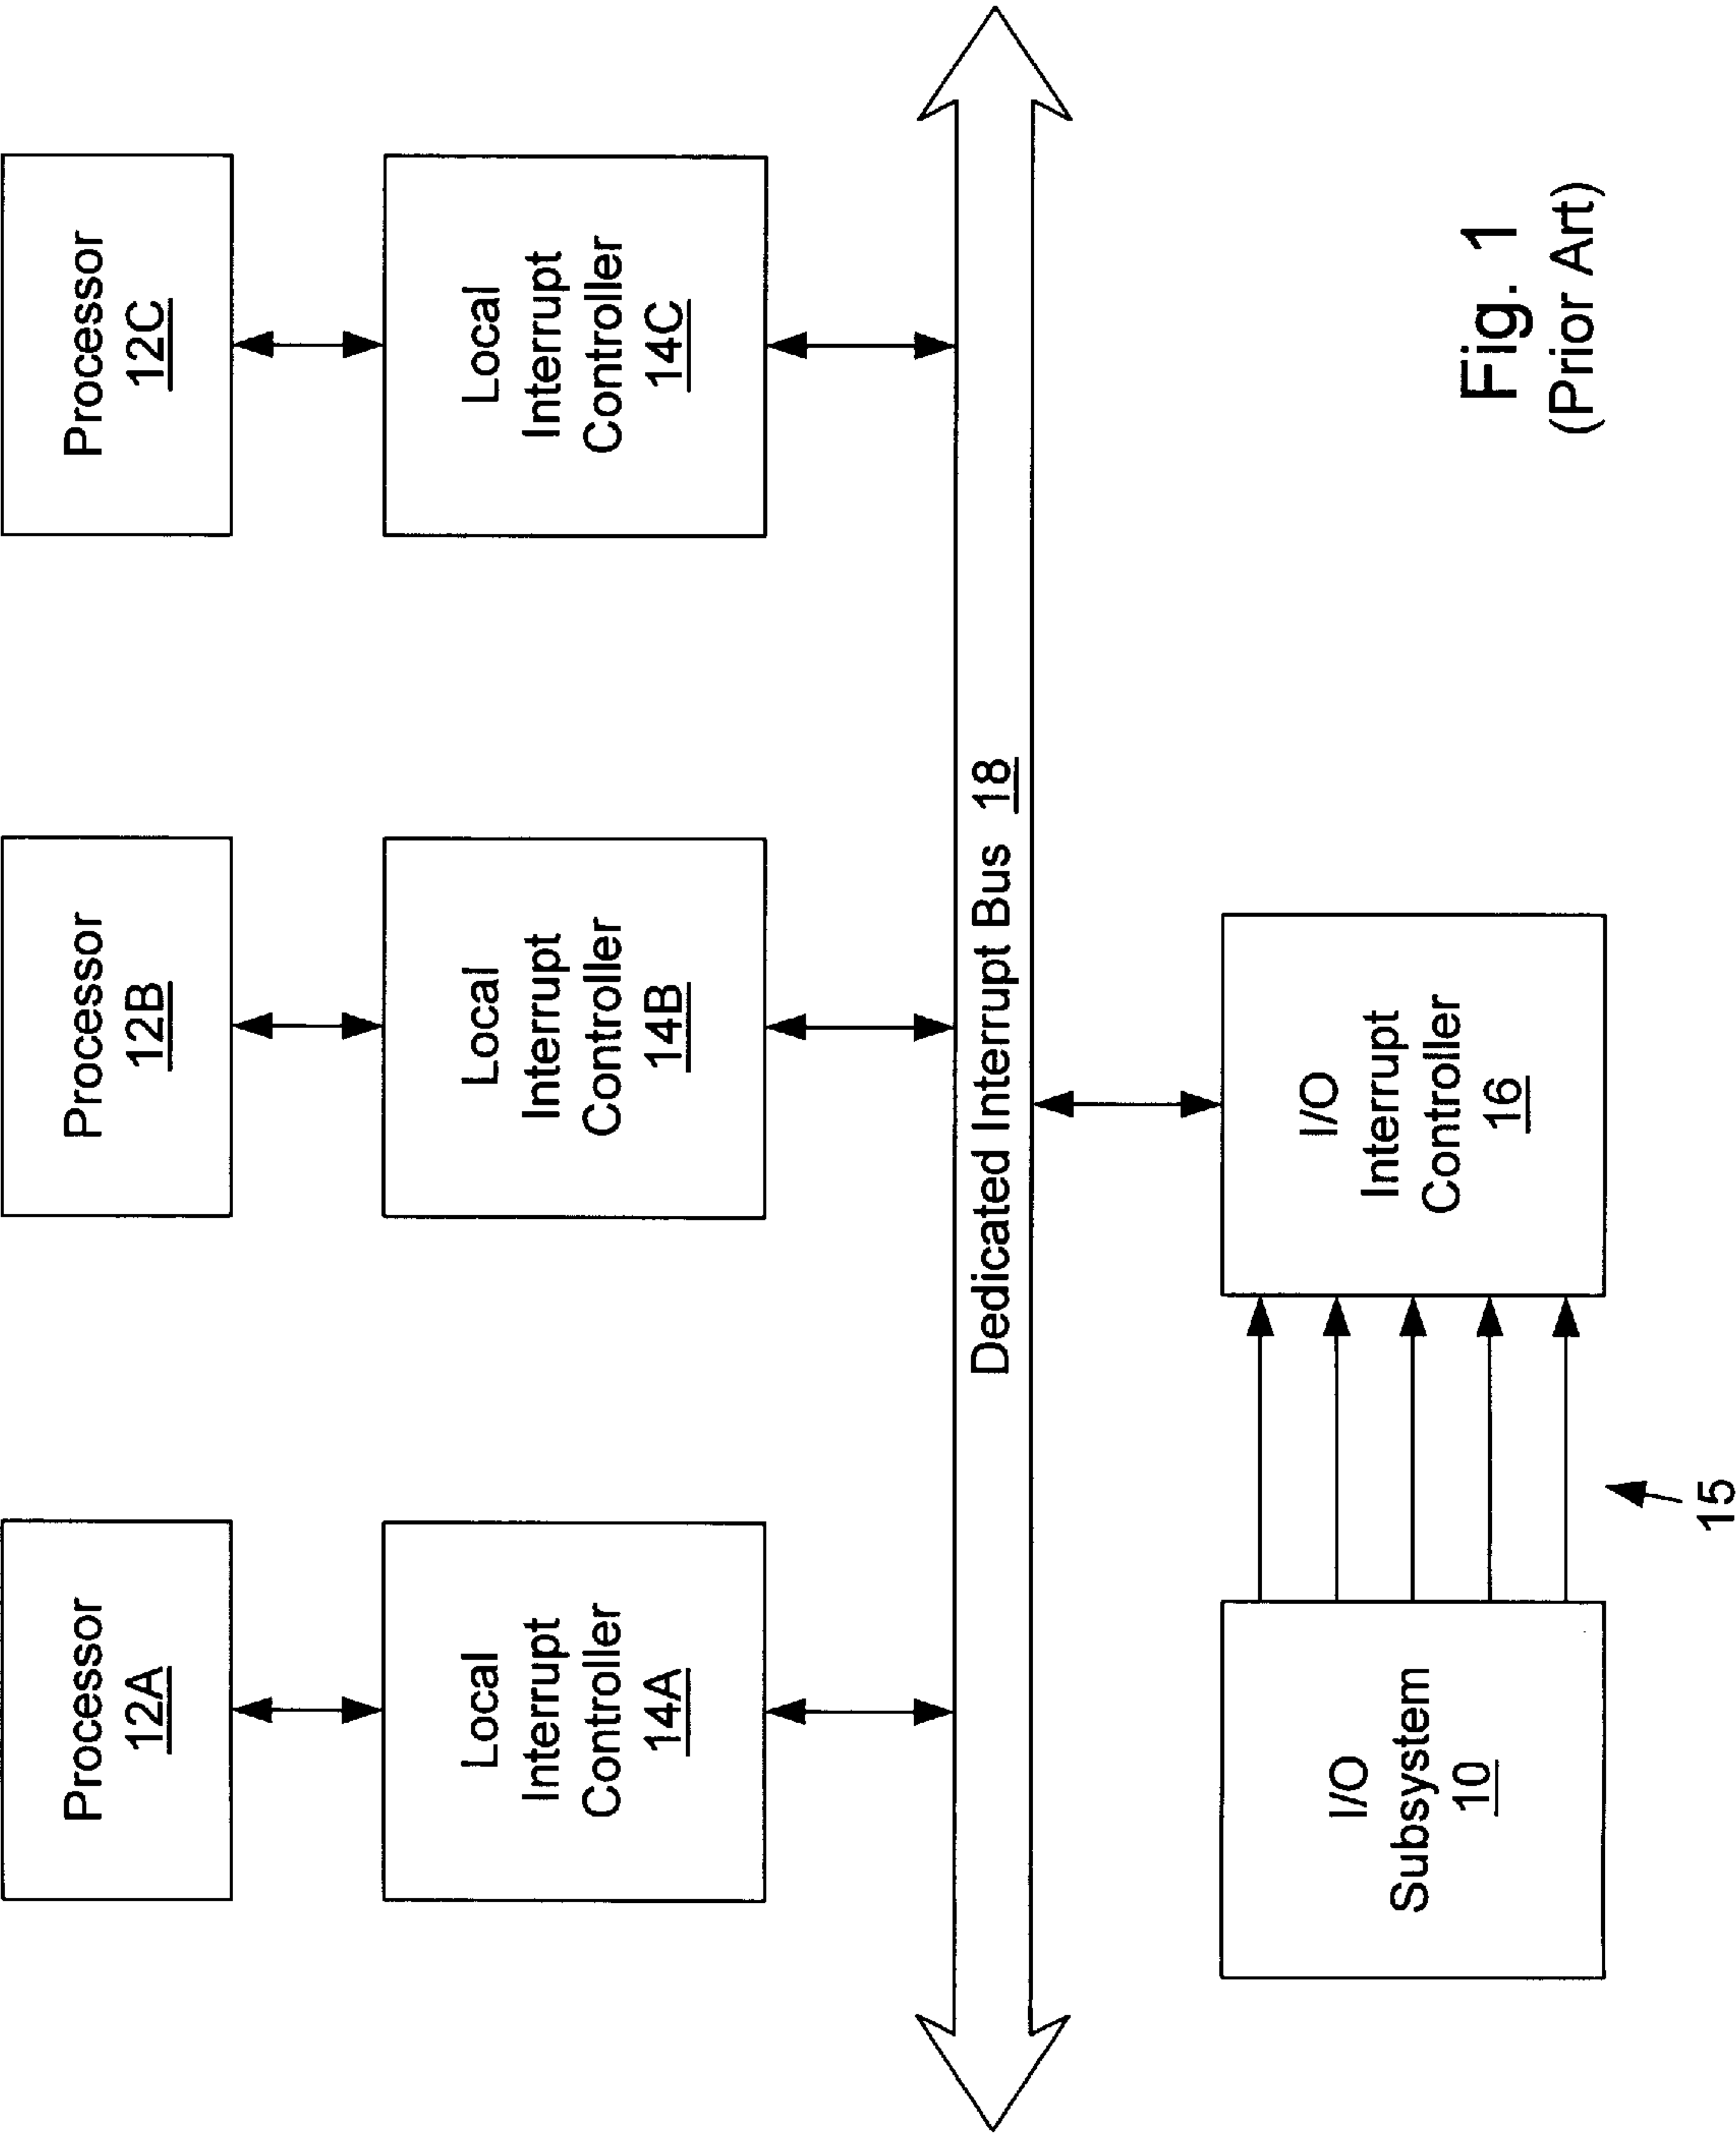 Processor
12A
Processor
12B
Processor
12C
Local
Interrupt
Controller
14A
Local
Interrupt
Controller
14B
Local
Interrupt
Controller
14C
Dedicated Interrupt Bus 18
I/O
Subsystem
10
15
I/O
Interrupt
Controller
16
Fig. 1
(Prior Art)